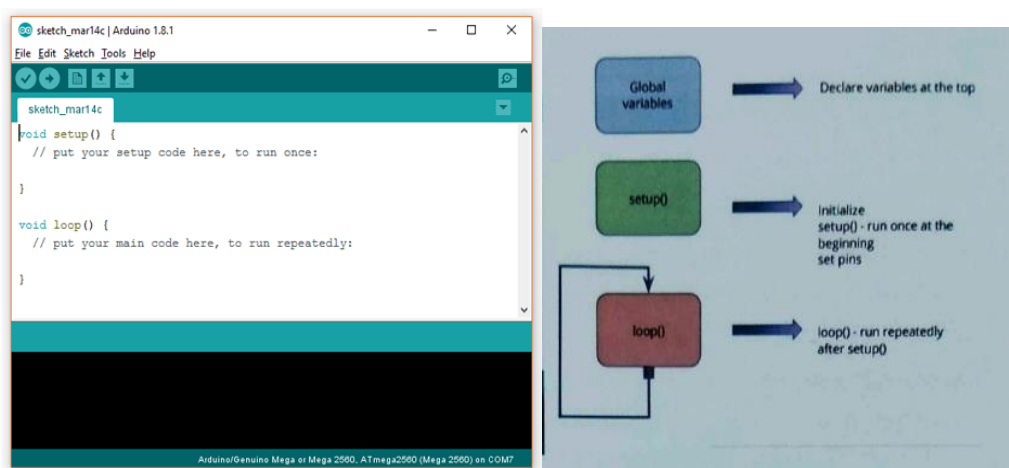 sketch_mar14c | Arduino 1.8.1
File Edit Sketch Tools Help
sketch_mar14c
void setup() {
// put your setup code here, to run once:
}
void loop() {
// put your main code here, to run repeatedly:
}
Arduino/Genuino Mega or Mega 2560, ATmega2560 (Mega 2560) on COM7
Global
variables
Declare variables at the top
setup()
Initialize
setup() - run once at the
beginning
set pins
loop()
loop() - run repeatedly
after setup()